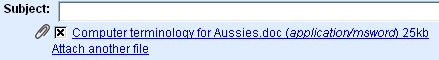 Subject:
Computer terminology for Aussies.doc (application/msword) 25kb
Attach another file